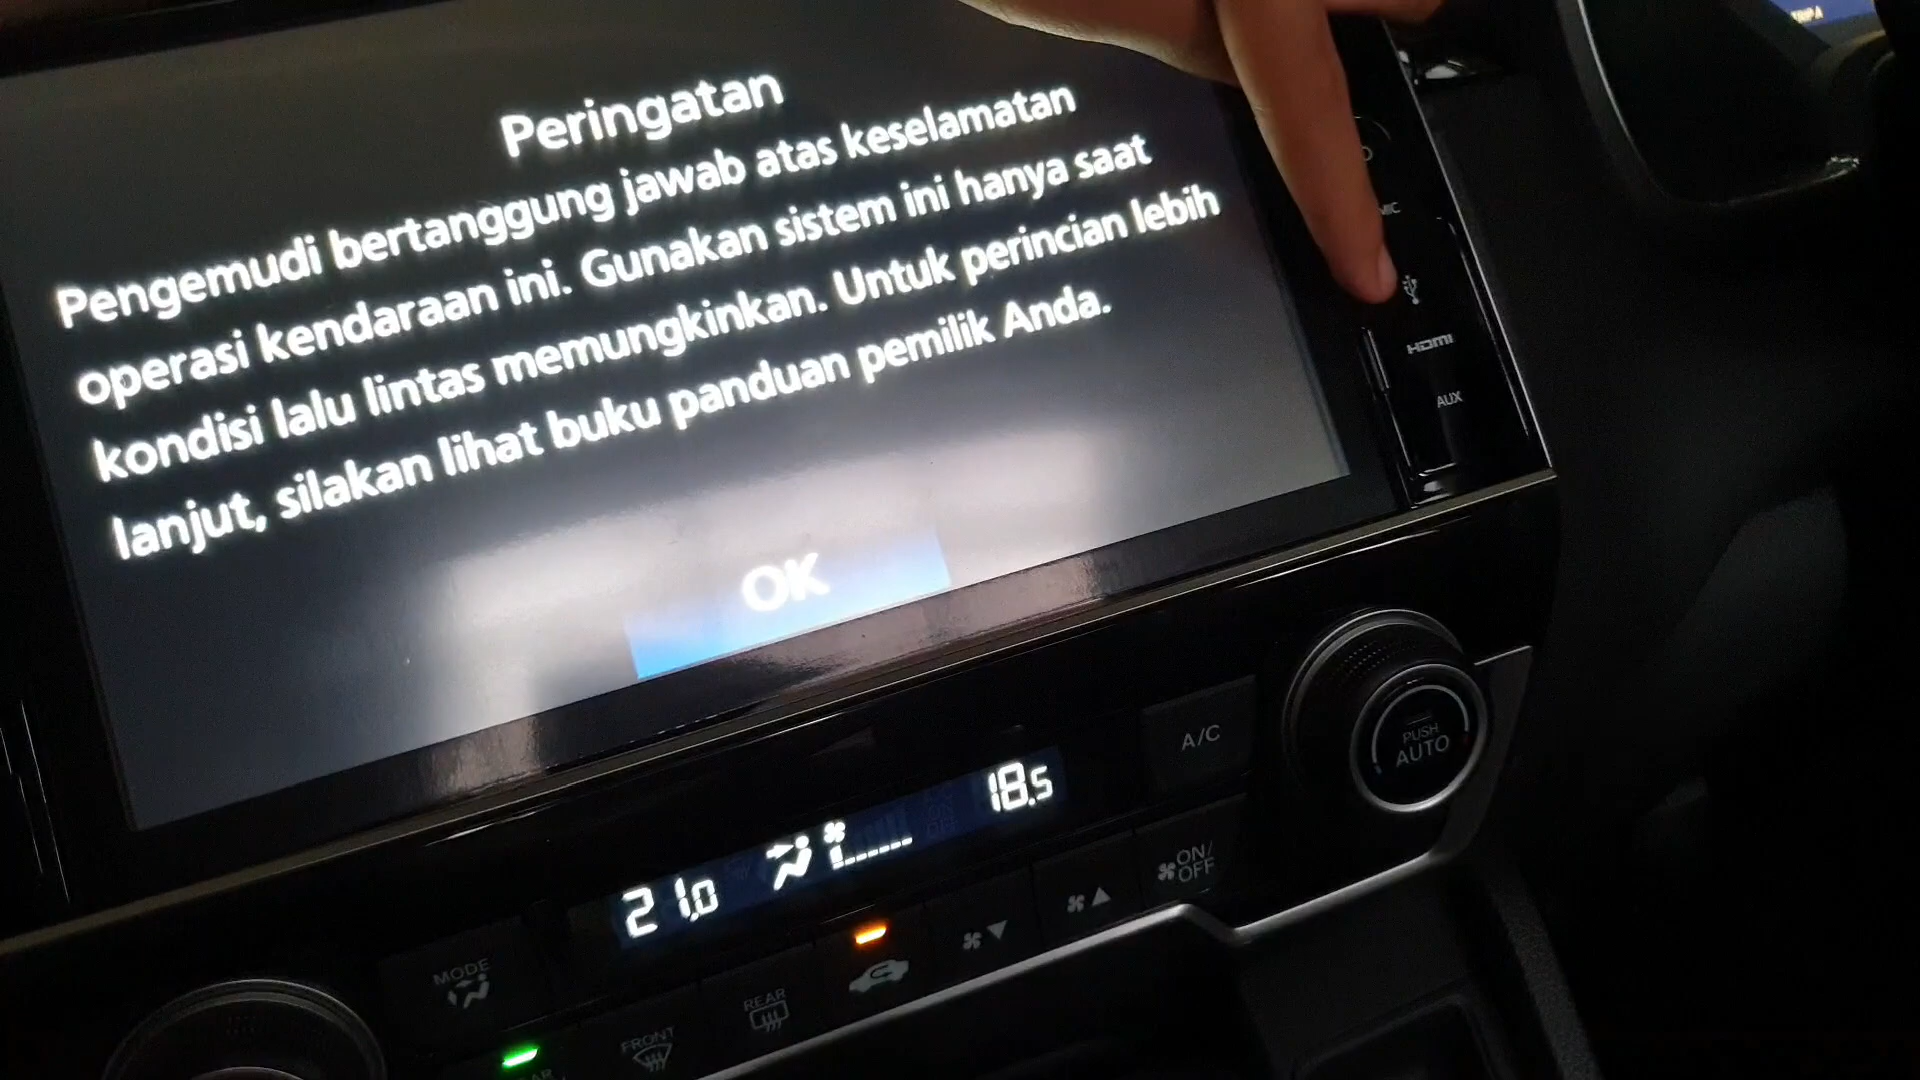 Peringatan
Pengemudi bertanggung jawab atas keselamatan
operasi kendaraan ini. Gunakan sistem ini hanya saat
kondisi lalu lintas memungkinkan. Untuk perincian lebih
lanjut, silakan lihat buku panduan pemilik Anda.
OK
MIC
HDMI
AUX
A/C
PUSH
AUTO
18.5
21.0
ON/
OFF
MODE
REAR
FRONT